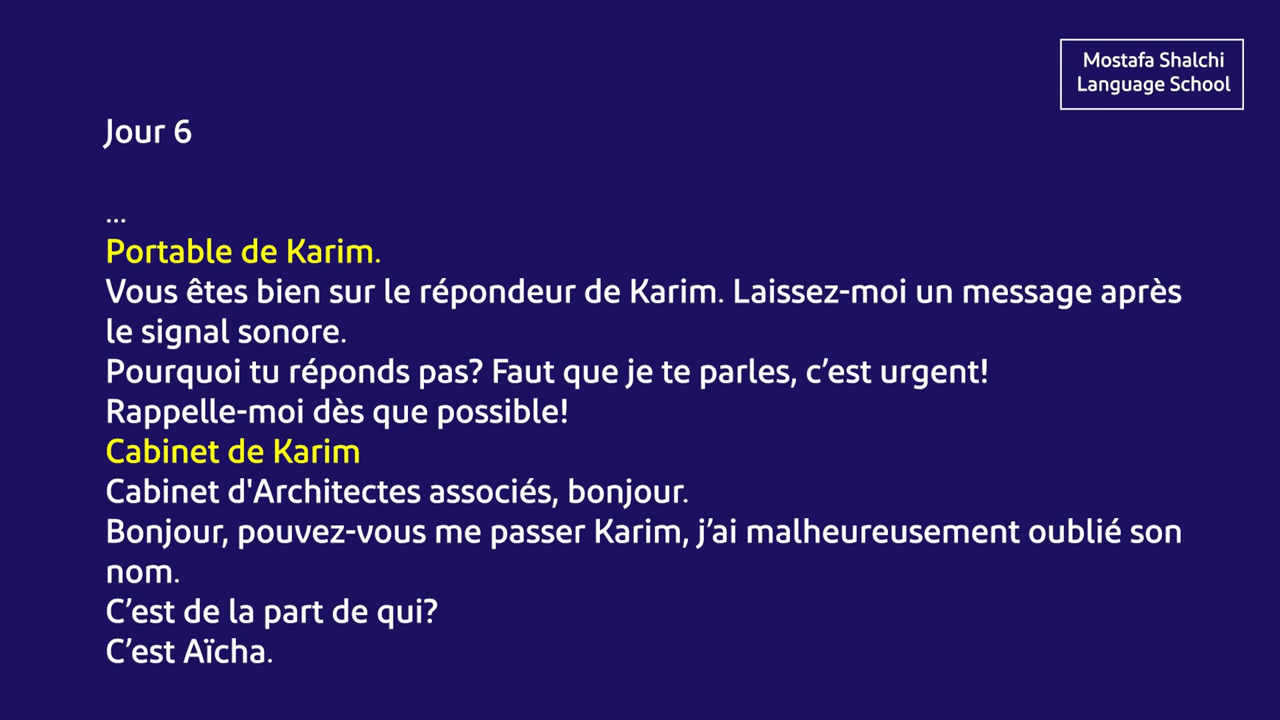 Mostafa Shalchi
Language School
Jour 6
...
Portable de Karim.
Vous êtes bien sur le répondeur de Karim. Laissez-moi un message après
le signal sonore.
Pourquoi tu réponds pas? Faut que je te parles, c’est urgent!
Rappelle-moi dès que possible!
Cabinet de Karim
Cabinet d'Architectes associés, bonjour.
Bonjour, pouvez-vous me passer Karim, j’ai malheureusement oublié son
nom.
C’est de la part de qui?
C’est Aïcha.